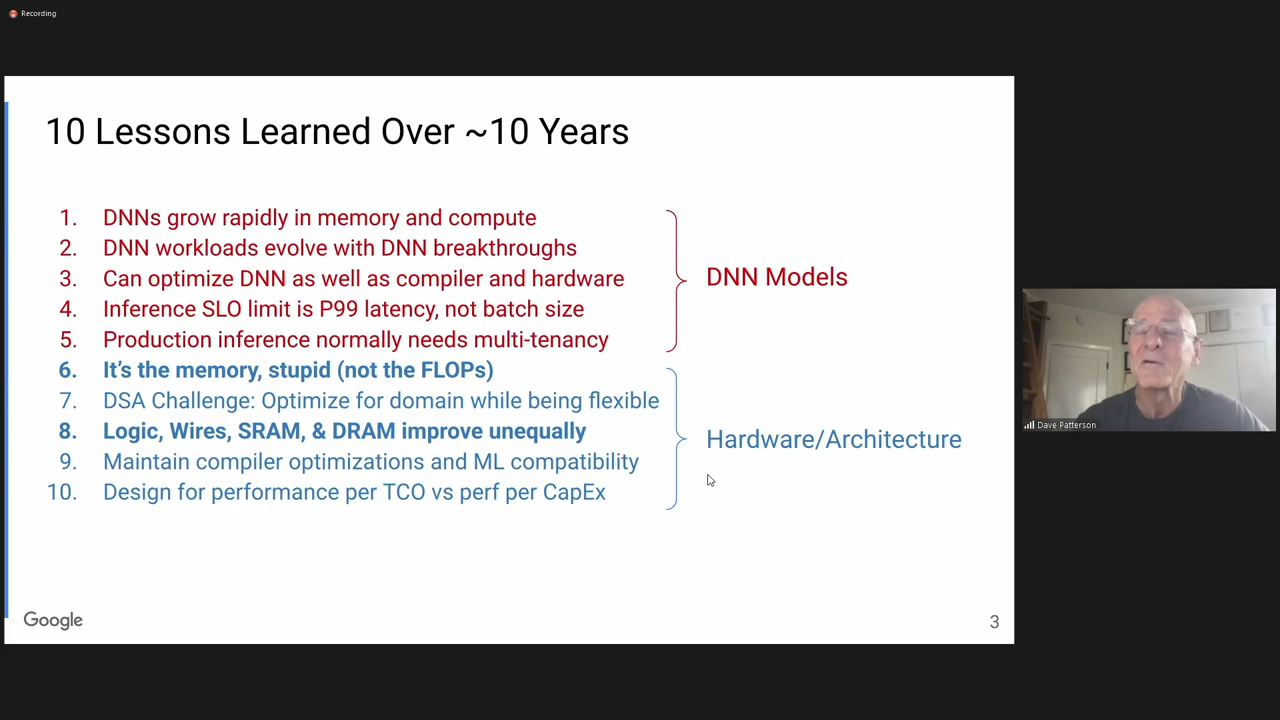 Recording
10 Lessons Learned Over ~10 Years
1. DNNs grow rapidly in memory and compute
2. DNN workloads evolve with DNN breakthroughs
3. Can optimize DNN as well as compiler and hardware
4. Inference SLO limit is P99 latency, not batch size
5. Production inference normally needs multi-tenancy
DNN Models
6. It’s the memory, stupid (not the FLOPs)
7. DSA Challenge: Optimize for domain while being flexible
8. Logic, Wires, SRAM, & DRAM improve unequally
9. Maintain compiler optimizations and ML compatibility
10. Design for performance per TCO vs perf per CapEx
Hardware/Architecture
Google
3
Dave Patterson